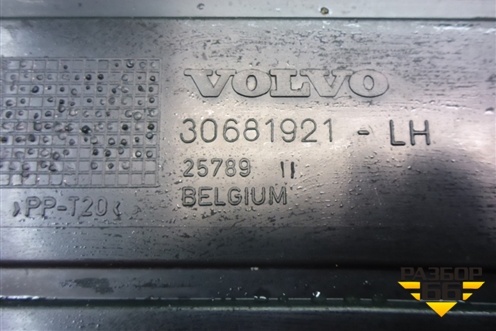 VOLVO
30681921 - LH
25789 II
BELGIUM
>PP-T20<
РАЗБОР
66